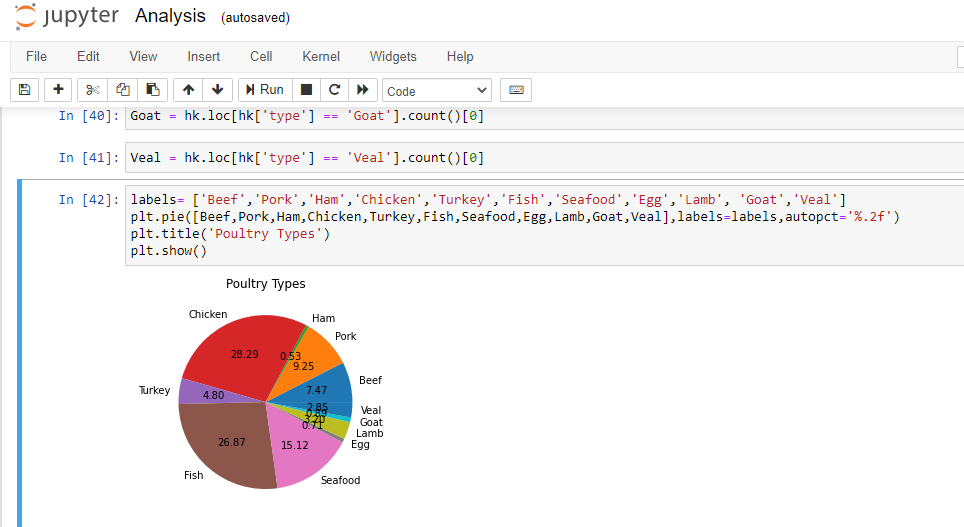 jupyter Analysis (autosaved)
File Edit View Insert Cell Kernel Widgets Help
Run Code
In [40]: Goat = hk.loc[hk['type'] == 'Goat'].count()[0]
In [41]: Veal = hk.loc[hk['type'] == 'Veal'].count()[0]
In [42]: labels= ['Beef','Pork','Ham','Chicken','Turkey','Fish','Seafood','Egg','Lamb', 'Goat','Veal']
plt.pie([Beef,Pork,Ham,Chicken,Turkey,Fish,Seafood,Egg,Lamb,Goat,Veal],labels=labels,autopct='%.2f')
plt.title('Poultry Types')
plt.show()
Poultry Types
Chicken Ham
Pork
28.29 0.53
9.25
Beef
Turkey 4.80 7.47
2.85 Veal
0.89 Goat
3.20 Lamb
0.71 Egg
26.87 15.12
Fish Seafood